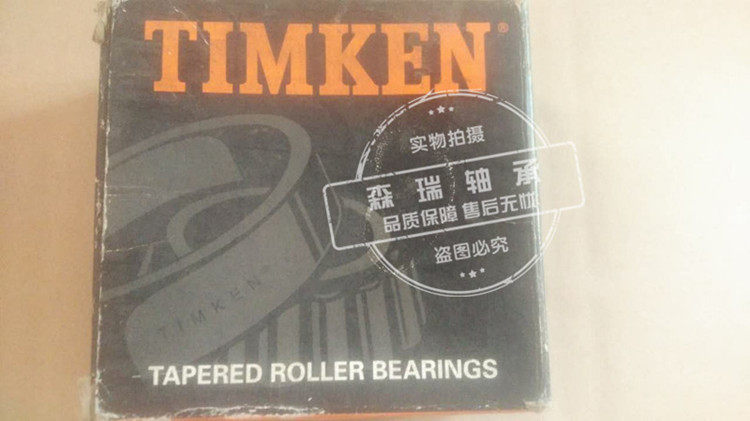 TIMKEN®
实物拍摄
森瑞轴承
品质保障 售后无忧
盗图必究
TIMKEN
TAPERED ROLLER BEARINGS